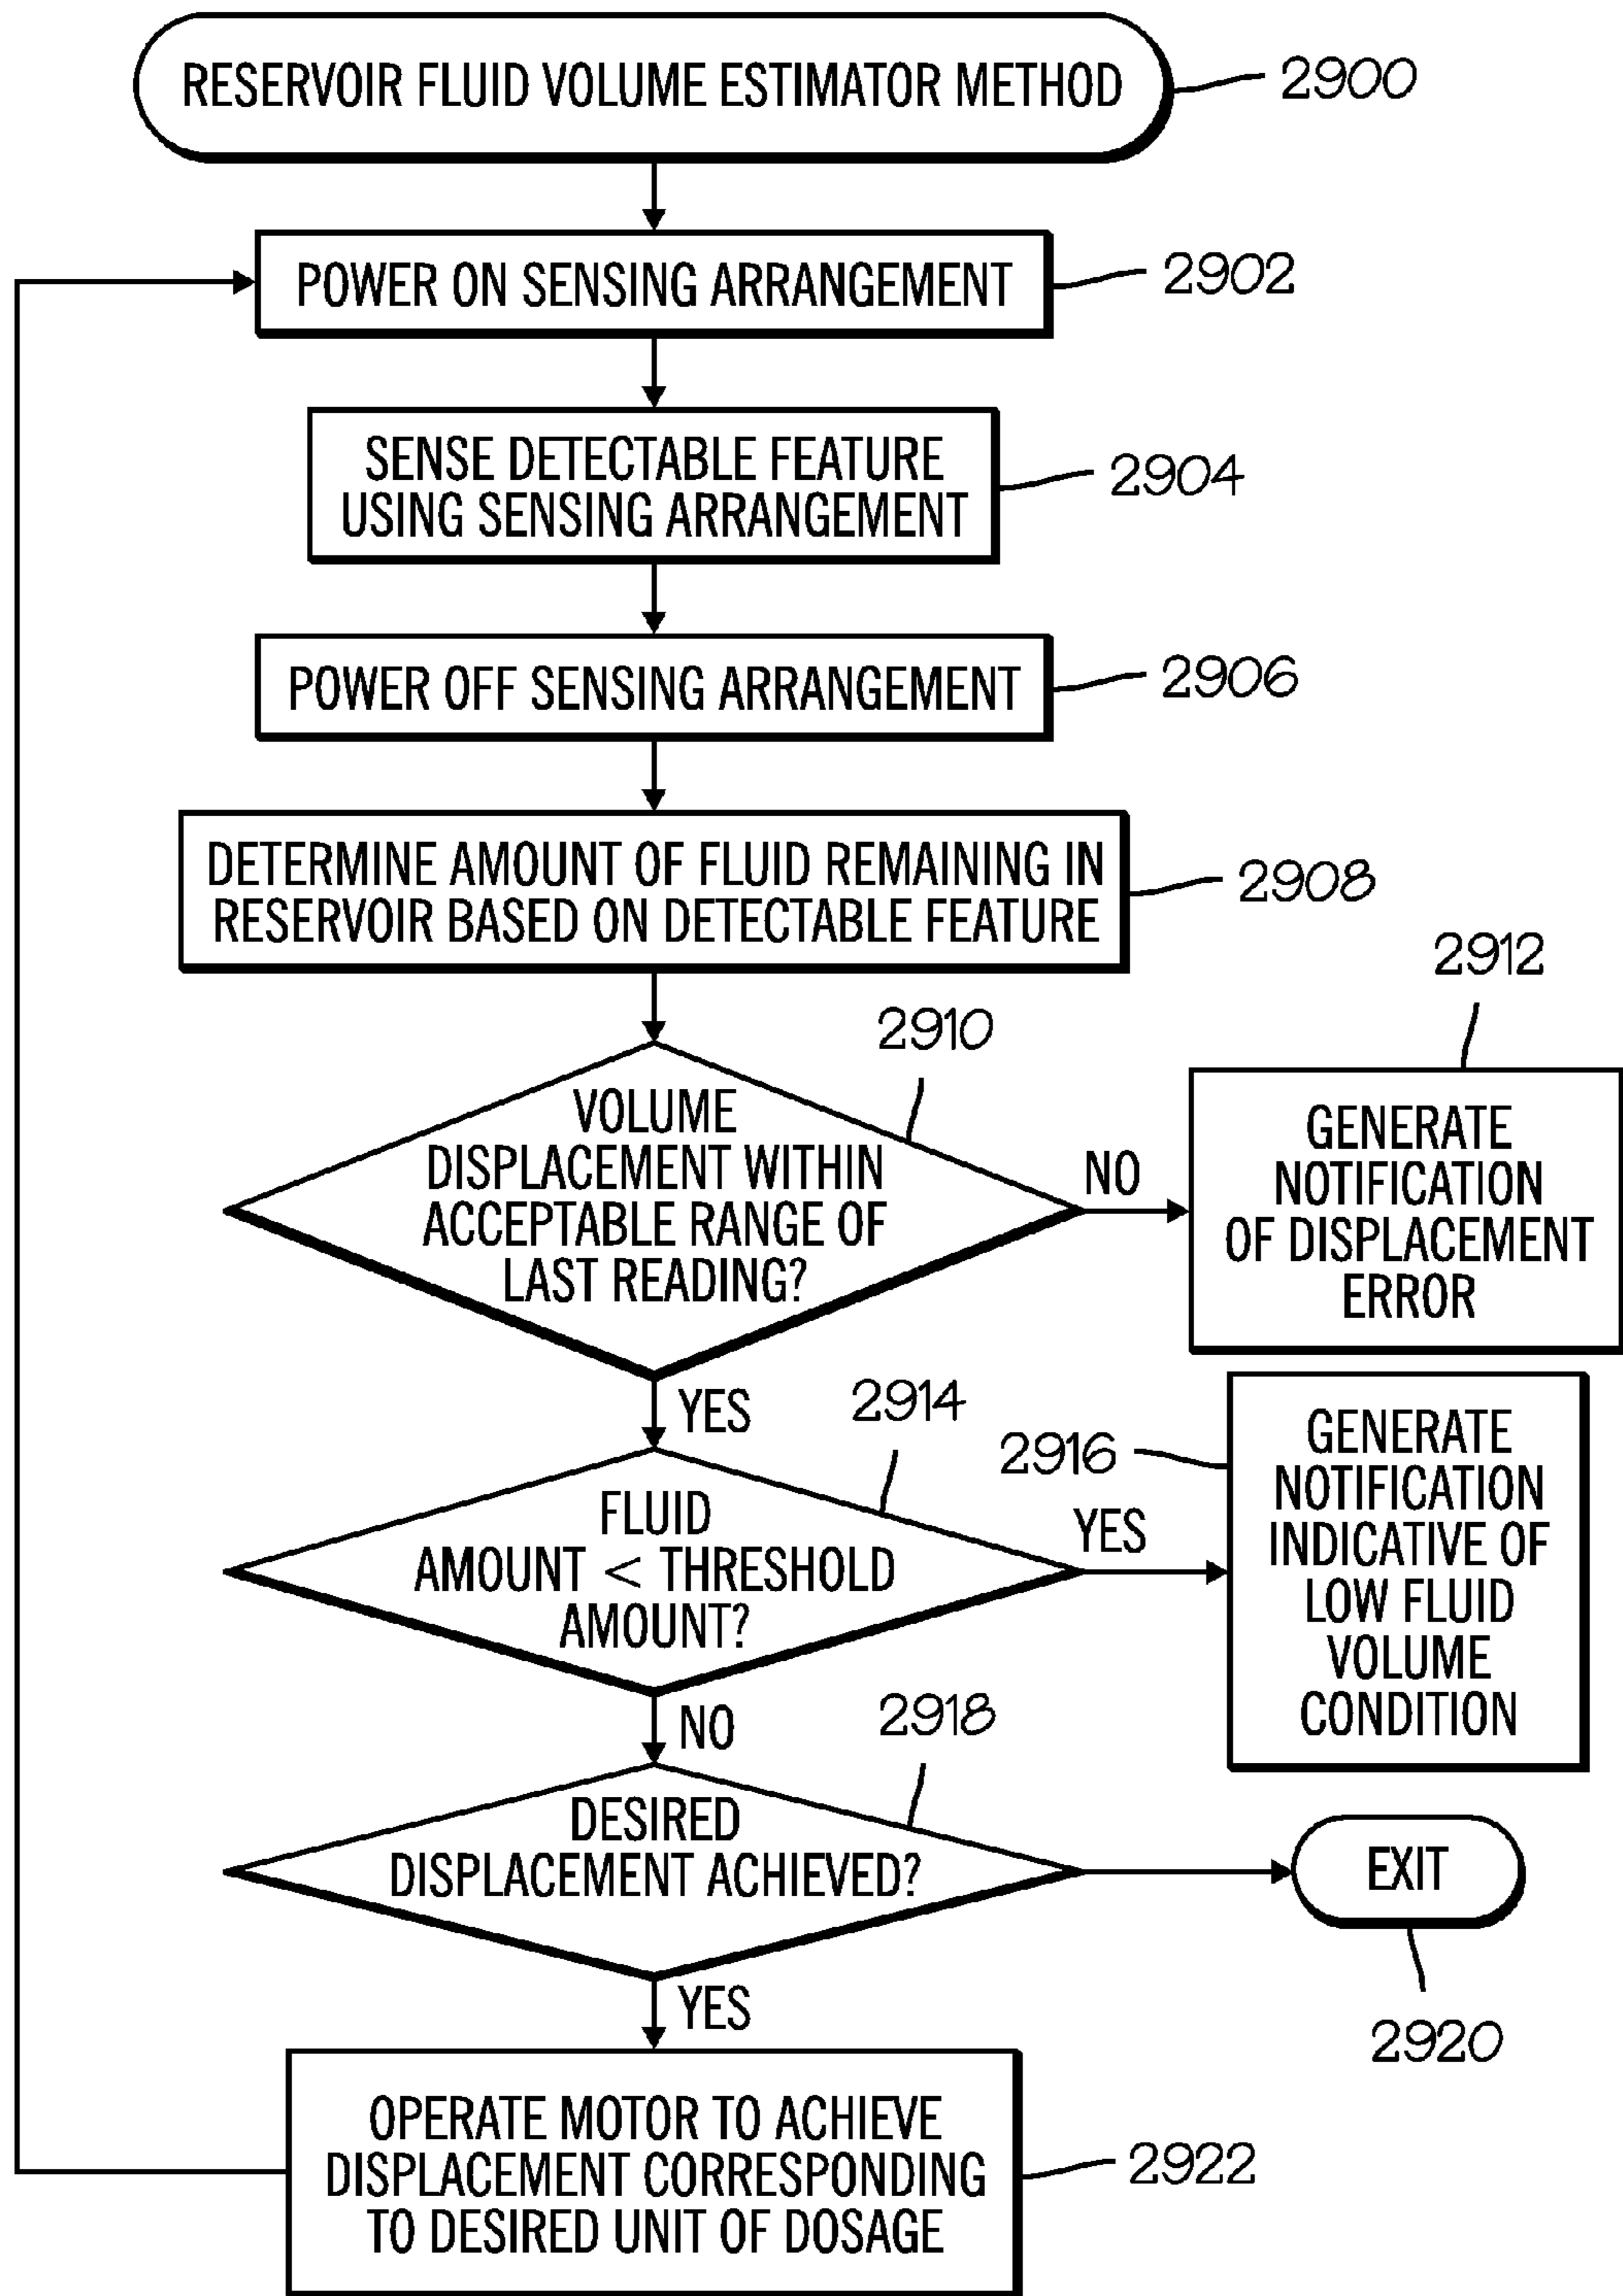 RESERVOIR FLUID VOLUME ESTIMATOR METHOD
2900
POWER ON SENSING ARRANGEMENT
2902
SENSE DETECTABLE FEATURE
USING SENSING ARRANGEMENT
2904
POWER OFF SENSING ARRANGEMENT
2906
DETERMINE AMOUNT OF FLUID REMAINING IN
RESERVOIR BASED ON DETECTABLE FEATURE
2908
2910
VOLUME
DISPLACEMENT WITHIN
ACCEPTABLE RANGE OF
LAST READING?
NO
2912
GENERATE
NOTIFICATION
OF DISPLACEMENT
ERROR
YES
2914
FLUID
AMOUNT < THRESHOLD
AMOUNT?
YES
2916
GENERATE
NOTIFICATION
INDICATIVE OF
LOW FLUID
VOLUME
CONDITION
NO
2918
DESIRED
DISPLACEMENT ACHIEVED?
EXIT
2920
YES
OPERATE MOTOR TO ACHIEVE
DISPLACEMENT CORRESPONDING
TO DESIRED UNIT OF DOSAGE
2922